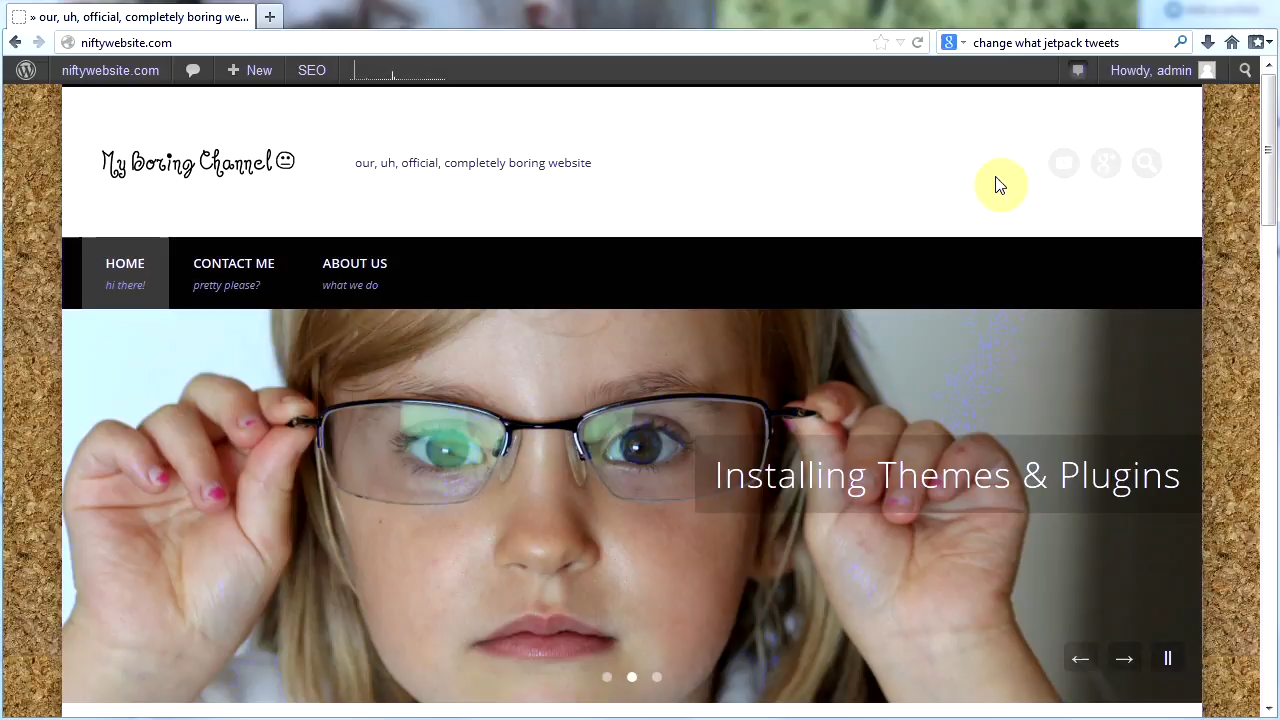 » our, uh, official, completely boring we...
niftywebsite.com
change what jetpack tweets
niftywebsite.com
New
SEO
Howdy, admin
My Boring Channel
our, uh, official, completely boring website
HOME
CONTACT ME
ABOUT US
hi there!
pretty please?
what we do
Installing Themes & Plugins